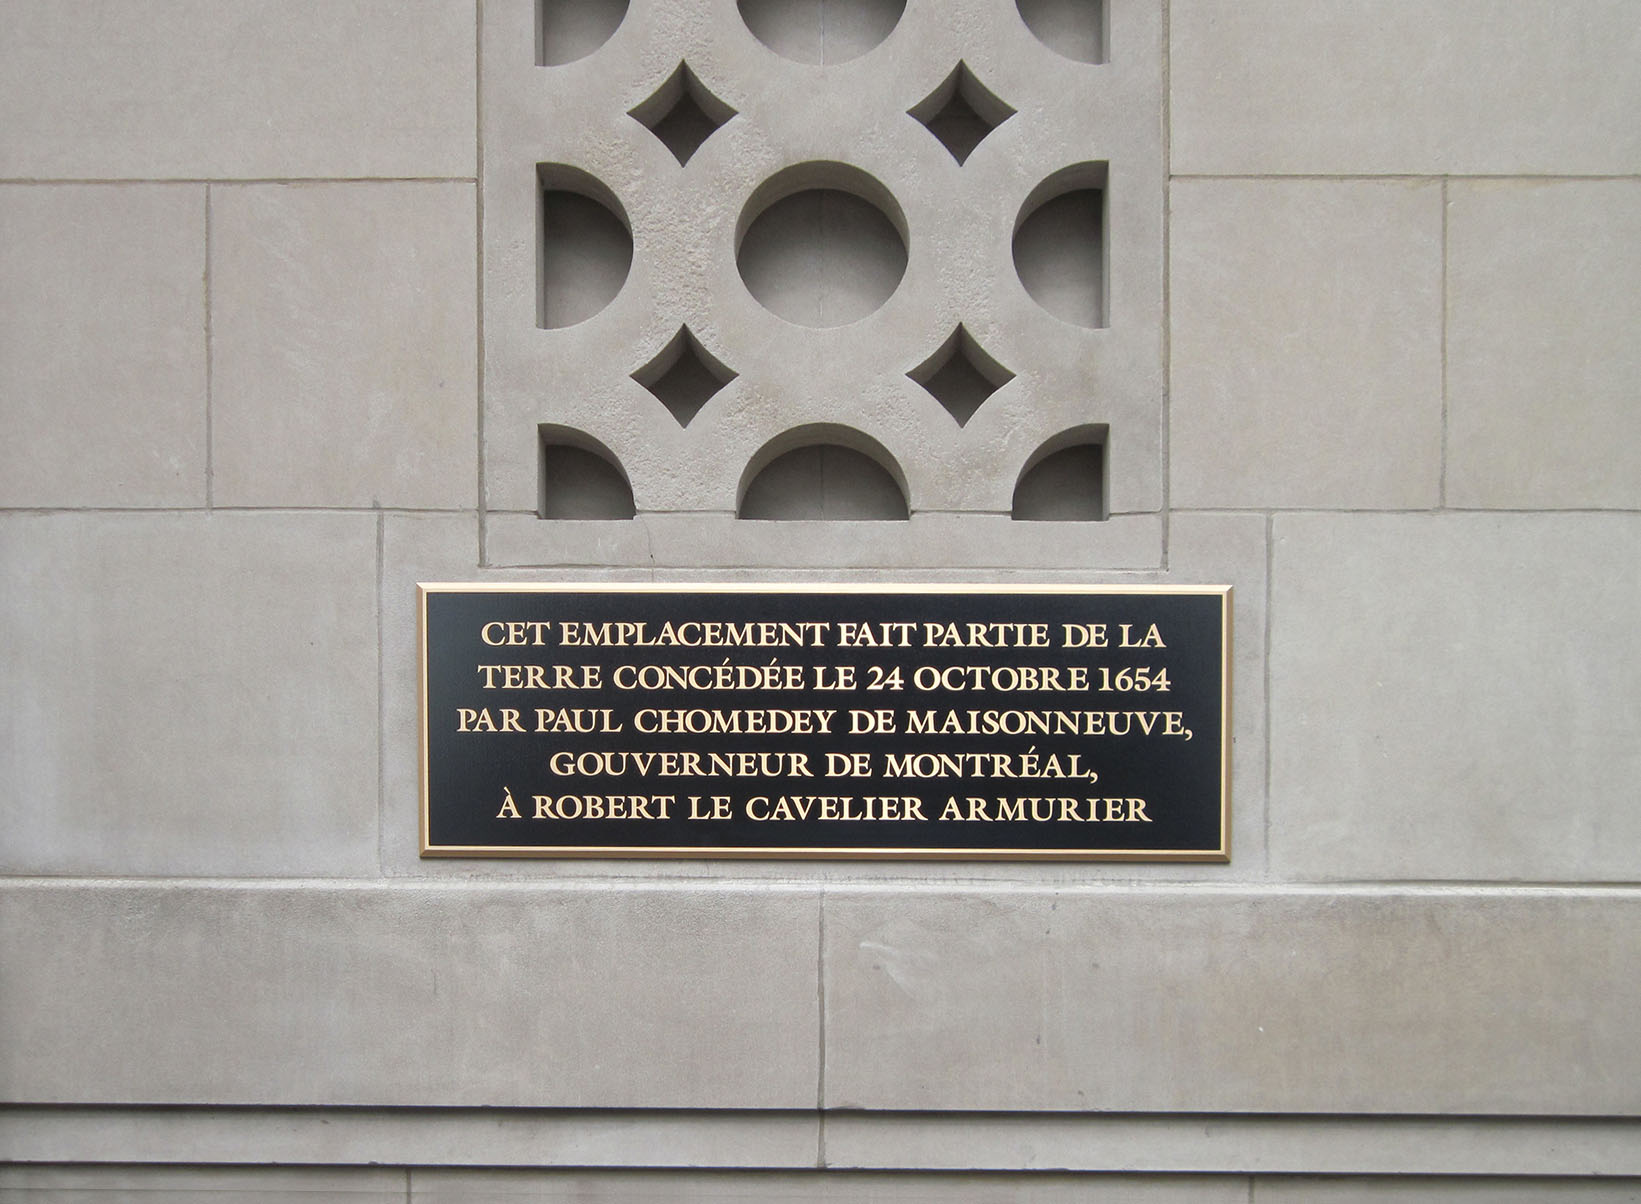 CET EMPLACEMENT FAIT PARTIE DE LA
TERRE CONCÉDÉE LE 24 OCTOBRE 1654
PAR PAUL CHOMEDEY DE MAISONNEUVE,
GOUVERNEUR DE MONTRÉAL,
À ROBERT LE CAVELIER ARMURIER